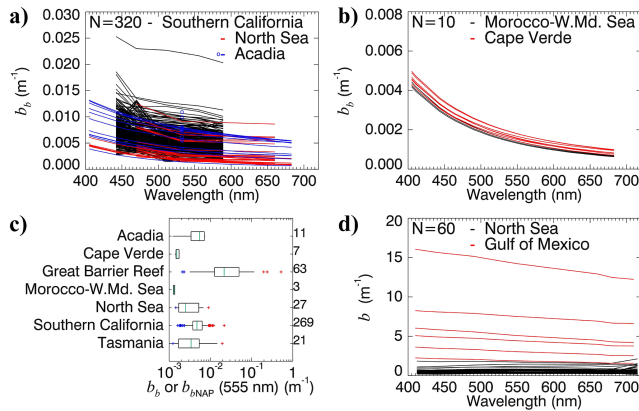 a)
N=320 - Southern California
- North Sea
- Acadia
0.030
0.025
0.020
0.015
0.010
0.005
0.000
b_b (m⁻¹)
400 450 500 550 600 650 700
Wavelength (nm)
b)
N=10 - Morocco-W.Md. Sea
- Cape Verde
0.008
0.006
0.004
0.002
0.000
b_b (m⁻¹)
400 450 500 550 600 650 700
Wavelength (nm)
c)
Acadia 11
Cape Verde 7
Great Barrier Reef 63
Morocco-W.Md. Sea 3
North Sea 27
Southern California 269
Tasmania 21
10⁻³ 10⁻² 10⁻¹ 10⁰
b_b or b_bNAP (555 nm) (m⁻¹)
d)
N=60 - North Sea
- Gulf of Mexico
20
15
10
5
0
b (m⁻¹)
400 450 500 550 600 650 700
Wavelength (nm)